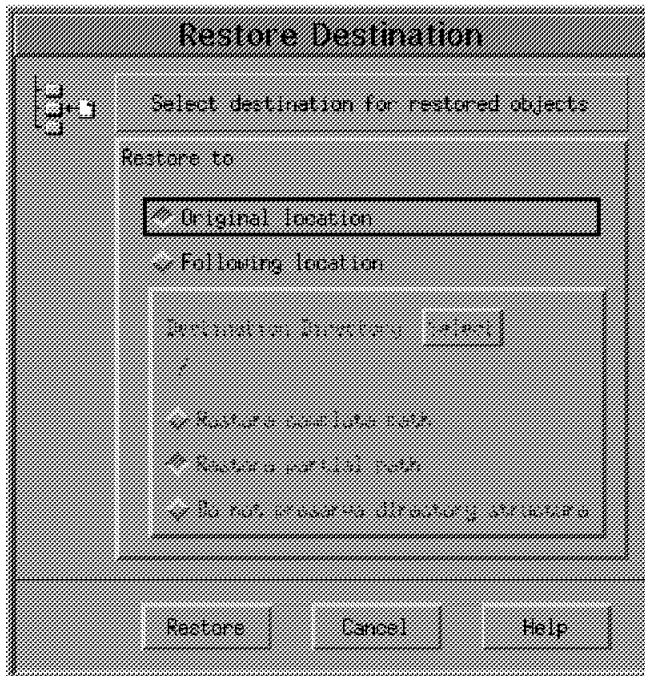 Restore Destination
Select destination for restored objects
Restore to
Original location
Following location
Destination Directory Select
/
Restore complete path
Restore partial path
Do not preserve directory structure
Restore Cancel Help